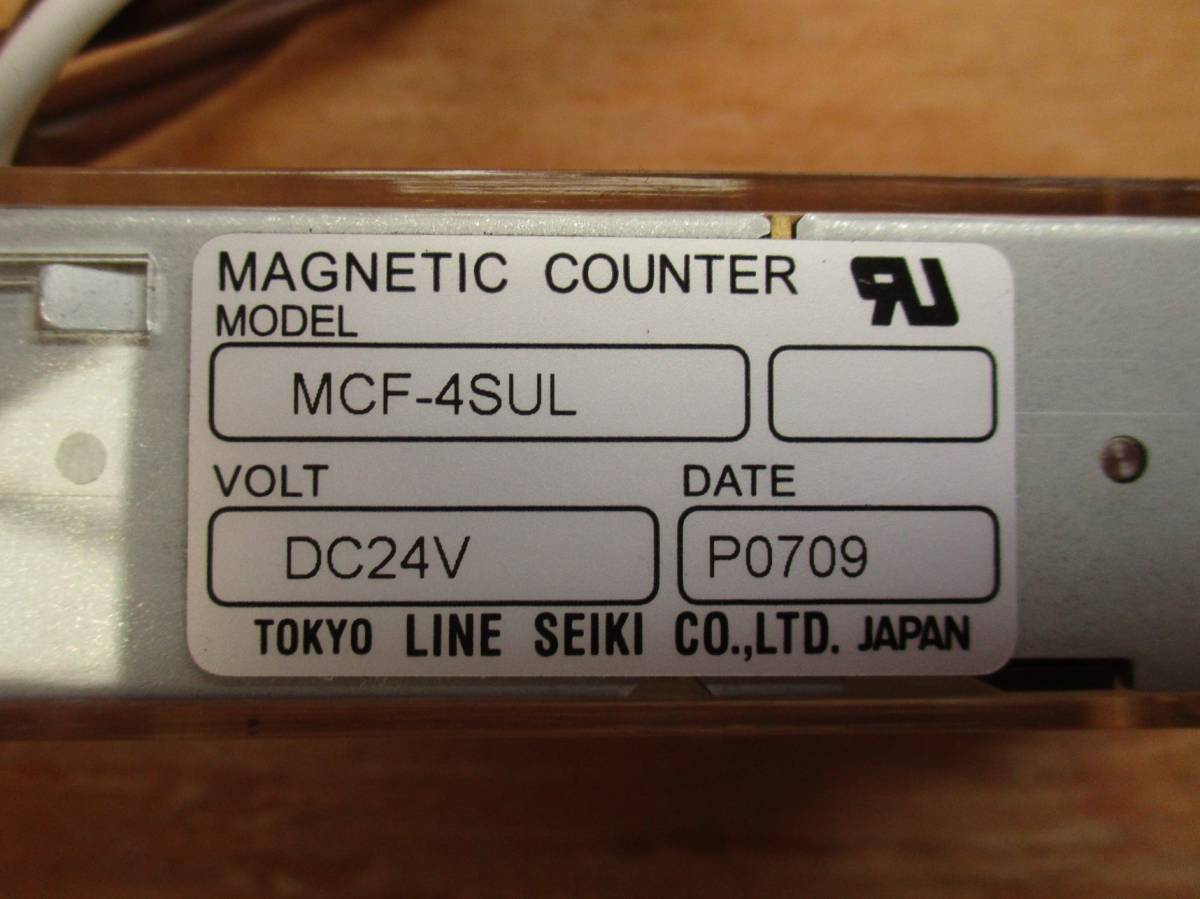 MAGNETIC COUNTER
MODEL
MCF-4SUL
VOLT DATE
DC24V P0709
TOKYO LINE SEIKI CO.,LTD. JAPAN